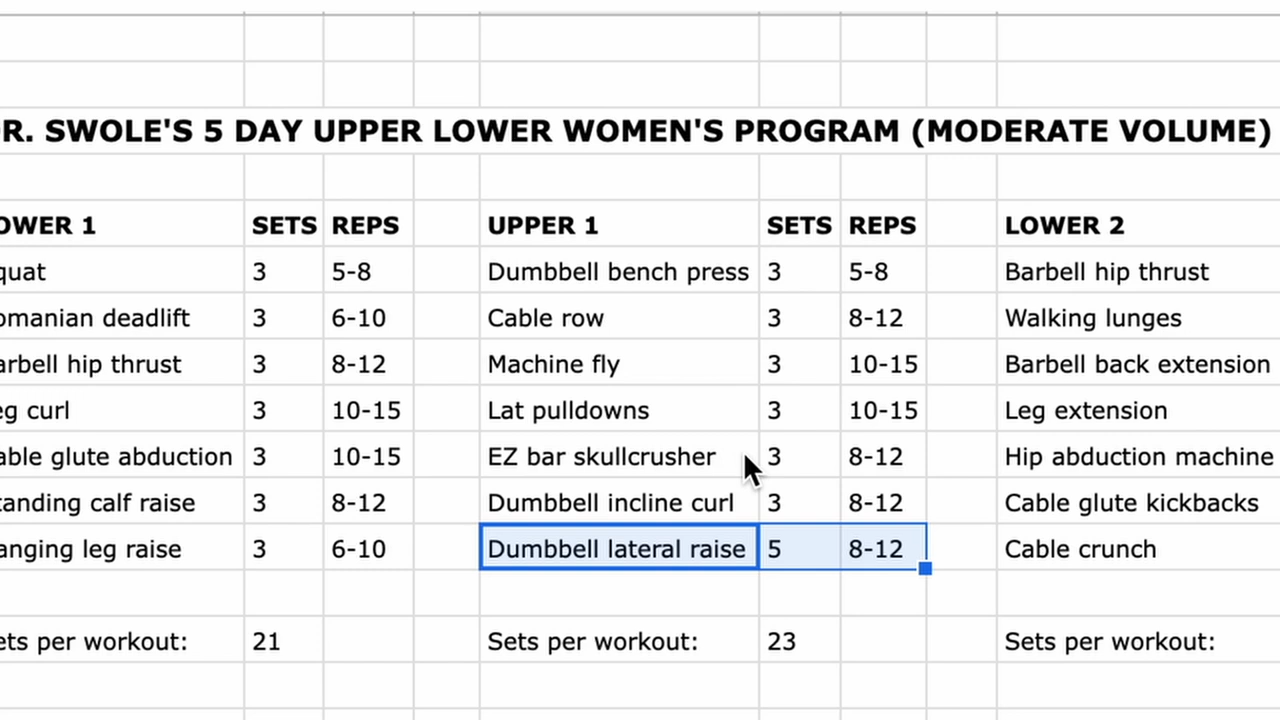 R. SWOLE'S 5 DAY UPPER LOWER WOMEN'S PROGRAM (MODERATE VOLUME)
OWER 1 SETS REPS UPPER 1 SETS REPS LOWER 2
quat 3 5-8 Dumbbell bench press 3 5-8 Barbell hip thrust
omanian deadlift 3 6-10 Cable row 3 8-12 Walking lunges
arbell hip thrust 3 8-12 Machine fly 3 10-15 Barbell back extension
eg curl 3 10-15 Lat pulldowns 3 10-15 Leg extension
able glute abduction 3 10-15 EZ bar skullcrusher 3 8-12 Hip abduction machine
tanding calf raise 3 8-12 Dumbbell incline curl 3 8-12 Cable glute kickbacks
anging leg raise 3 6-10 Dumbbell lateral raise 5 8-12 Cable crunch
ets per workout: 21 Sets per workout: 23 Sets per workout: